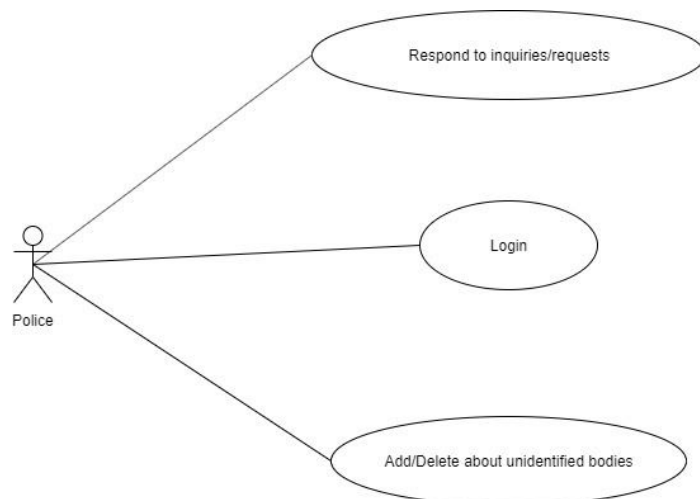 Respond to inquiries/requests
Login
Police
Add/Delete about unidentified bodies